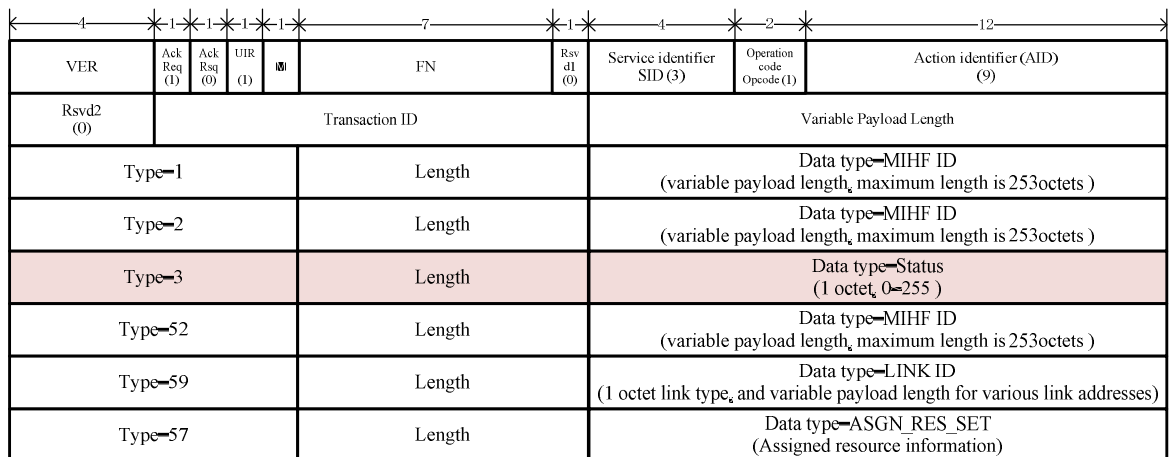 4 1 1 1 1 7 1 4 2 12
VER
Ack
Req
(1)
Ack
Rsq
(0)
UIR
(1)
M
FN
Rsv
d1
(0)
Service identifier
SID (3)
Operation
code
Opcode (1)
Action identifier (AID)
(9)
Rsvd2
(0)
Transaction ID
Variable Payload Length
Type=1
Length
Data type=MIHF ID
(variable payload length, maximum length is 253octets )
Type=2
Length
Data type=MIHF ID
(variable payload length, maximum length is 253octets )
Type=3
Length
Data type=Status
(1 octet, 0~255 )
Type=52
Length
Data type=MIHF ID
(variable payload length, maximum length is 253octets )
Type=59
Length
Data type=LINK ID
(1 octet link type, and variable payload length for various link addresses)
Type=57
Length
Data type=ASGN_RES_SET
(Assigned resource information)